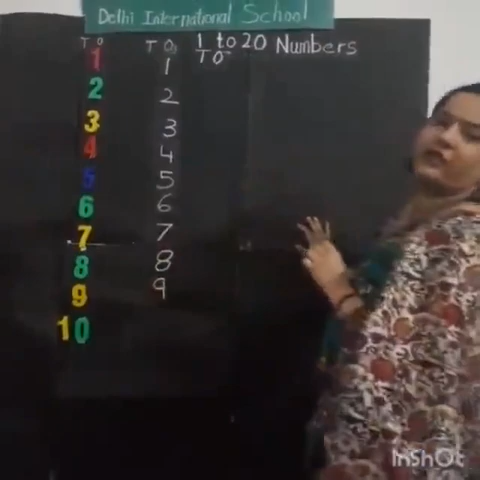 Delhi International School
T O
T O
1 to 20 Numbers
T O
1 1
2 2
3 3
4 4
5 5
6 6
7 7
8 8
9 9
10
InShOt